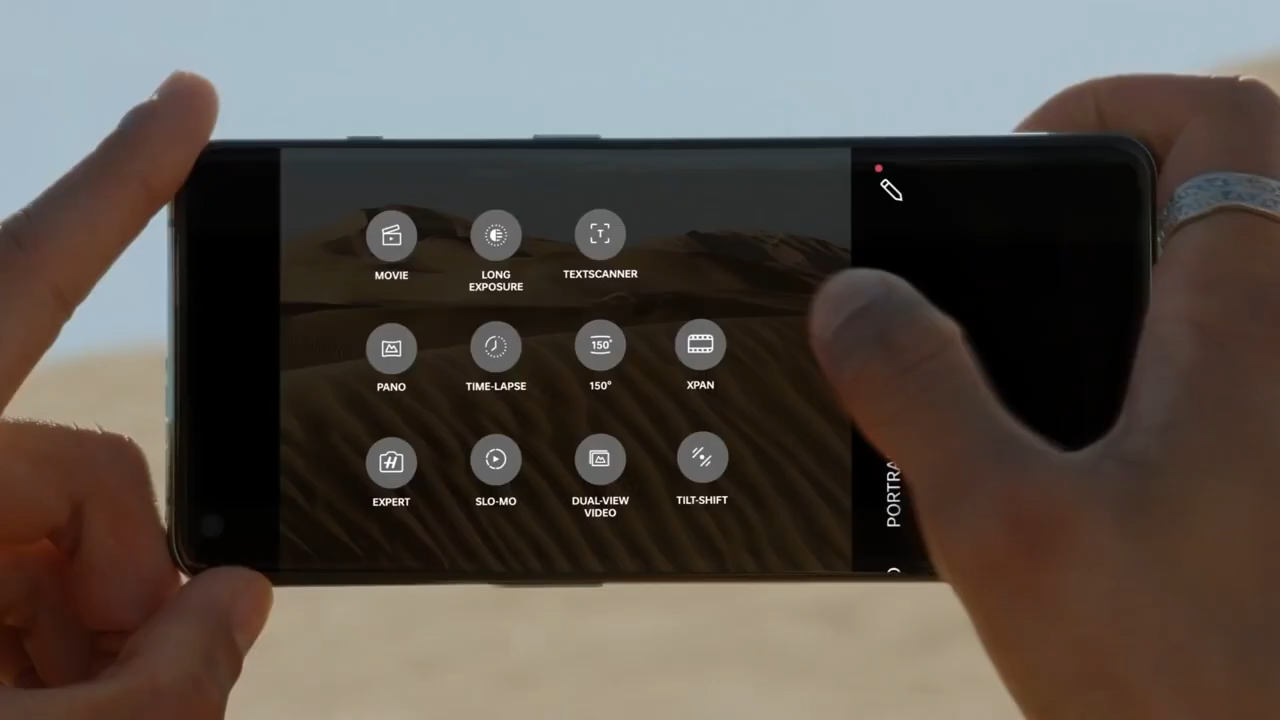 MOVIE
LONG
EXPOSURE
TEXTSCANNER
PANO
TIME-LAPSE
150°
150°
XPAN
H
EXPERT
SLO-MO
DUAL-VIEW
VIDEO
TILT-SHIFT